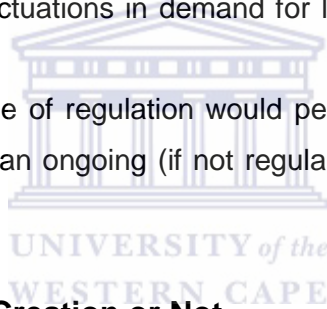 ctuations in demand for l
e of regulation would pe
an ongoing (if not regula
UNIVERSITY of the
WESTERN CAPE
Creation or Not